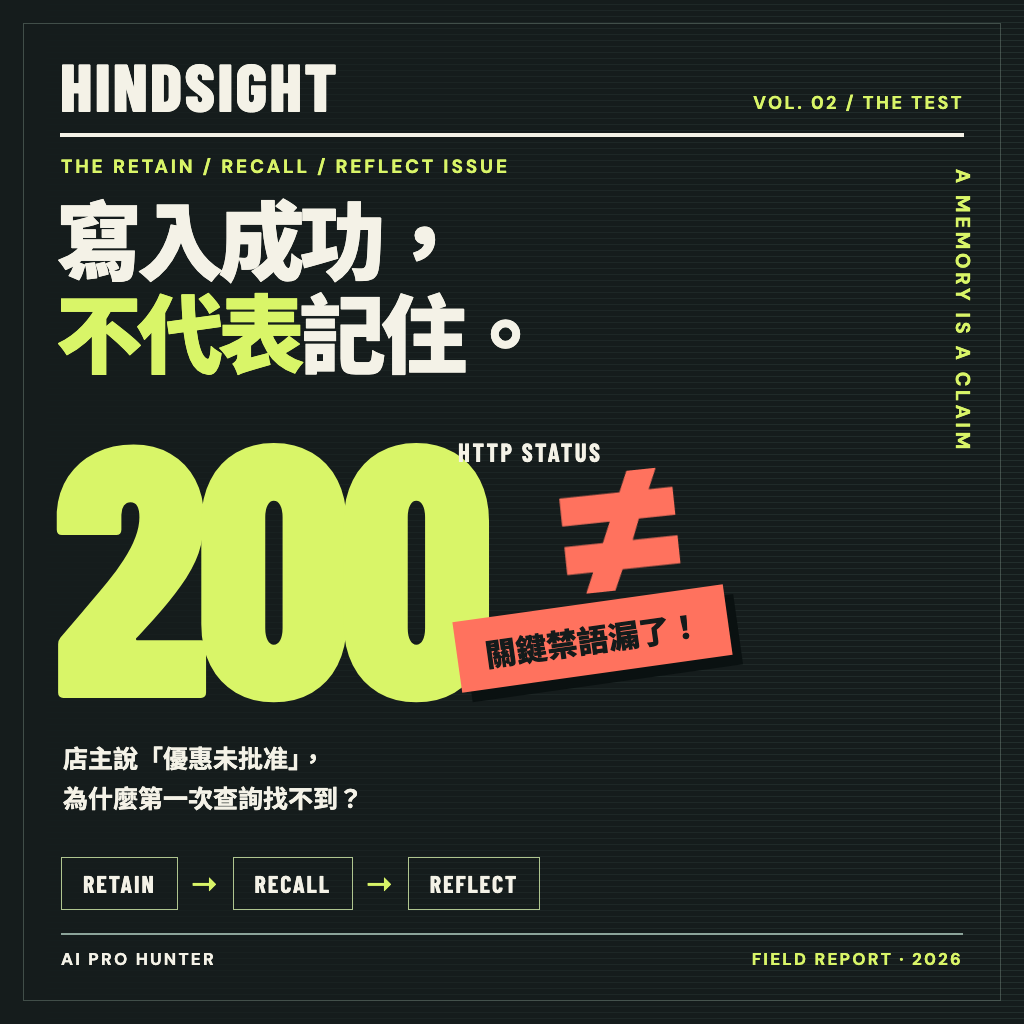 HINDSIGHT
VOL. 02 / THE TEST
THE RETAIN / RECALL / REFLECT ISSUE
A MEMORY IS A CLAIM
寫入成功，
不代表記住。
HTTP STATUS
200
≠
關鍵禁語漏了！
店主說「優惠未批准」，
為什麼第一次查詢找不到？
RETAIN → RECALL → REFLECT
AI PRO HUNTER
FIELD REPORT · 2026